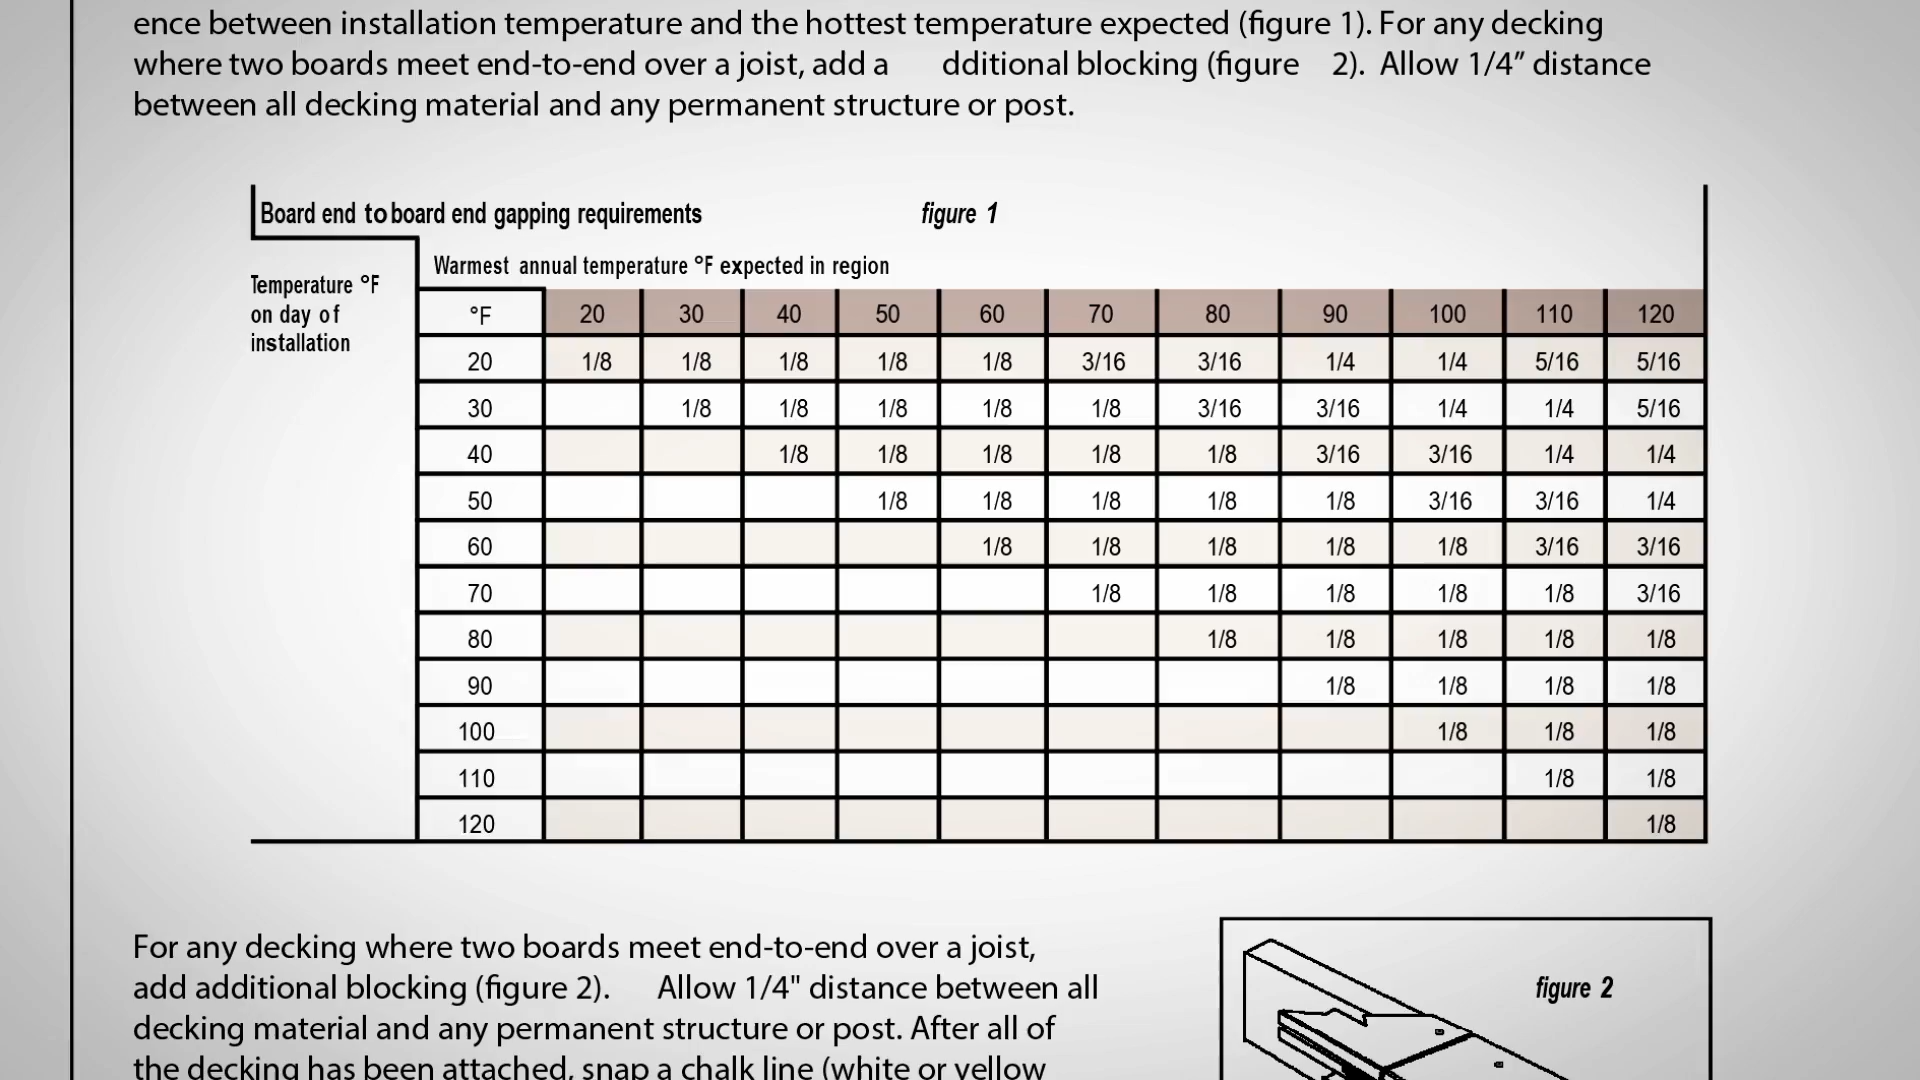 ence between installation temperature and the hottest temperature expected (figure 1). For any decking
where two boards meet end-to-end over a joist, add a dditional blocking (figure 2). Allow 1/4” distance
between all decking material and any permanent structure or post.
Board end to board end gapping requirements figure 1
Warmest annual temperature °F expected in region
Temperature °F
on day of
installation
°F 20 30 40 50 60 70 80 90 100 110 120
20 1/8 1/8 1/8 1/8 1/8 3/16 3/16 1/4 1/4 5/16 5/16
30 1/8 1/8 1/8 1/8 1/8 3/16 3/16 1/4 1/4 5/16
40 1/8 1/8 1/8 1/8 1/8 3/16 3/16 1/4 1/4
50 1/8 1/8 1/8 1/8 1/8 3/16 3/16 1/4
60 1/8 1/8 1/8 1/8 1/8 3/16 3/16
70 1/8 1/8 1/8 1/8 1/8 3/16
80 1/8 1/8 1/8 1/8 1/8
90 1/8 1/8 1/8 1/8
100 1/8 1/8 1/8
110 1/8 1/8
120 1/8
For any decking where two boards meet end-to-end over a joist,
add additional blocking (figure 2). Allow 1/4" distance between all
decking material and any permanent structure or post. After all of
the decking has been attached, snap a chalk line (white or yellow
figure 2